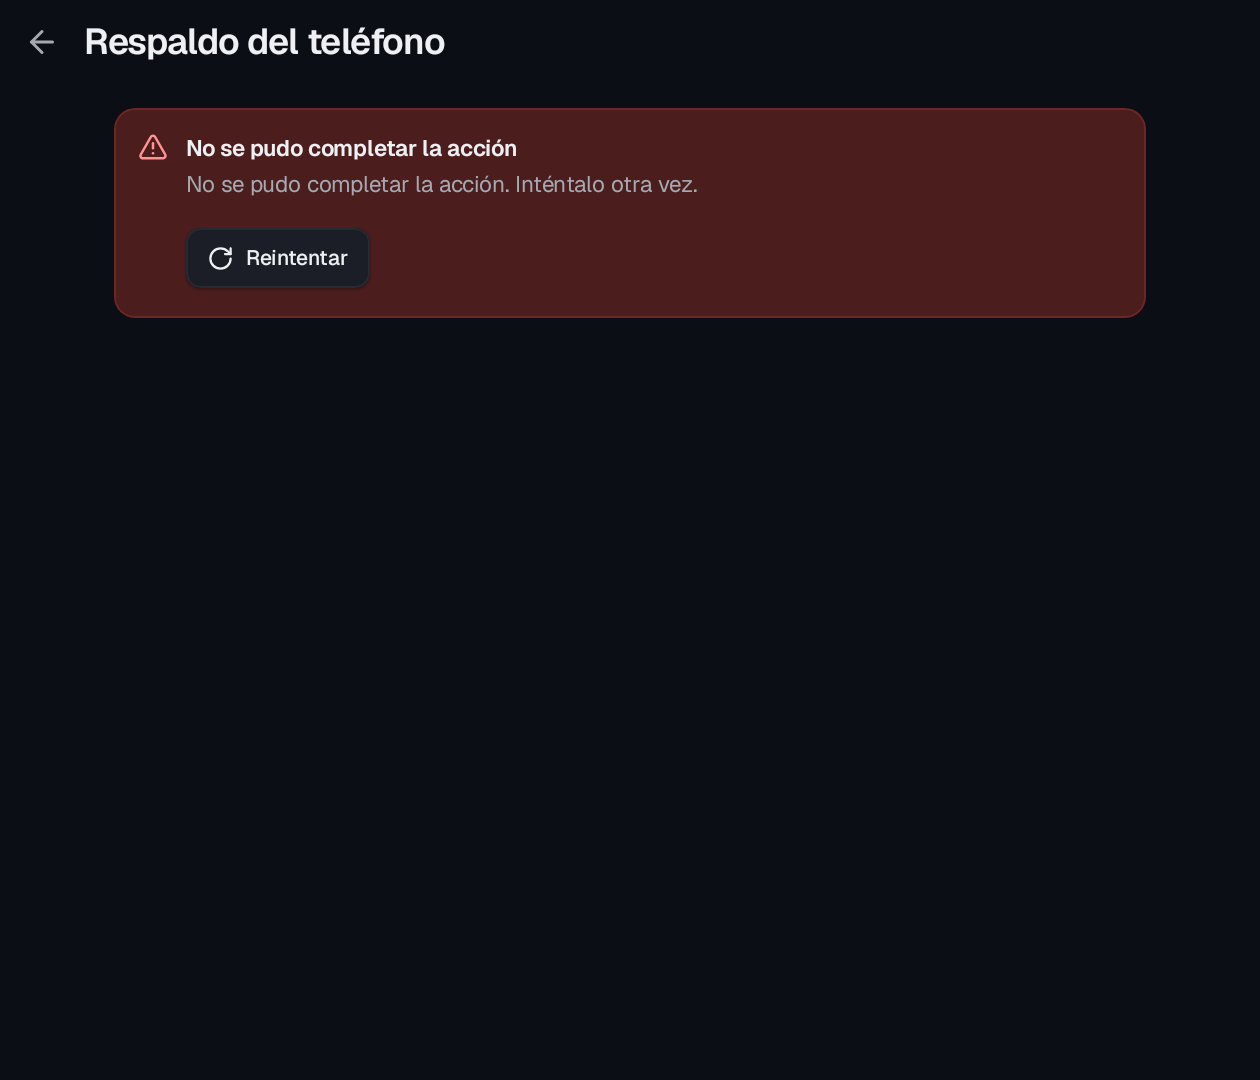 Respaldo del teléfono
No se pudo completar la acción
No se pudo completar la acción. Inténtalo otra vez.
Reintentar